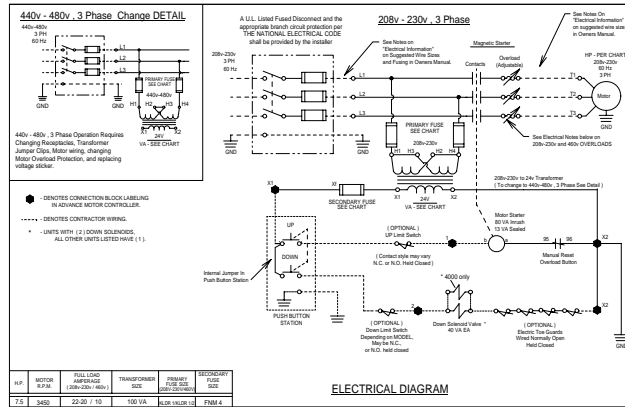 440v - 480v , 3 Phase Change DETAIL
440v-480v
3 PH
60 Hz
L1
L2
L3
PRIMARY FUSE
SEE CHART
440v-480v
H1 H2 H3 H4
GND
GND
X1 X2
24V
VA - SEE CHART
440v - 480v , 3 Phase Operation Requires
Changing Receptacles, Transformer
Jumper Clips, Motor wiring, changing
Motor Overload Protection, and replacing
voltage sticker.
- DENOTES CONNECTION BLOCK LABELING
IN ADVANCE MOTOR CONTROLLER.
- DENOTES CONTRACTOR WIRING.
* - UNITS WITH ( 2 ) DOWN SOLENOIDS,
ALL OTHER UNITS LISTED HAVE ( 1 ).
A U.L. Listed Fused Disconnect and the
appropriate branch circuit protection per
THE NATIONAL ELECTRICAL CODE
shall be provided by the installer
208v - 230v , 3 Phase
See Notes On
"Electrical Information"
on suggested wire size
in Owners Manual.
208v-230v
3 PH
60 Hz
See Notes on
"Electrical Information"
on Suggested Wire Sizes
and Fusing in Owners Manual.
Magnetic Starter
Contacts
Overload
(Adjustable)
HP - PER CHART
208v-230v
60 Hz
3 PH
L1
L2
L3
T1
T2
T3
Motor
GND
GND
PRIMARY FUSE
SEE CHART
208v-230v
H1 H3 H2 H4
See Electrical Notes below on
208v-230v and 460v OVERLOADS
208v-230v to 24v Transformer
( To change to 440v-480v , 3 Phase See Detail )
X1
Xf
X1 X2
24V
VA - SEE CHART
SECONDARY FUSE
SEE CHART
Motor Starter
80 VA Inrush
13 VA Sealed
UP
DOWN
( OPTIONAL )
UP Limit Switch
( Contact style may vary
N.C. or N.O. Held Closed )
1
b
a
95
96
X2
Manual Reset
Overload Button
Internal Jumper In
Push Button Station
* 4000 only
2
X2
PUSH BUTTON
STATION
( OPTIONAL )
Down Limit Switch
Depending on MODEL,
May be N.C.,
or N.O. held closed
Down Solenoid Valve *
40 VA EA
( OPTIONAL )
Electric Toe Guards
Wired Normally Open
Held Closed
GND
H.P. MOTOR R.P.M. FULL LOAD AMPERAGE ( 208v-230v / 460v ) TRANSFORMER SIZE PRIMARY FUSE SIZE (208V-230V/460V) SECONDARY FUSE SIZE
7.5 3450 22-20 / 10 100 VA FNM 4
ELECTRICAL DIAGRAM